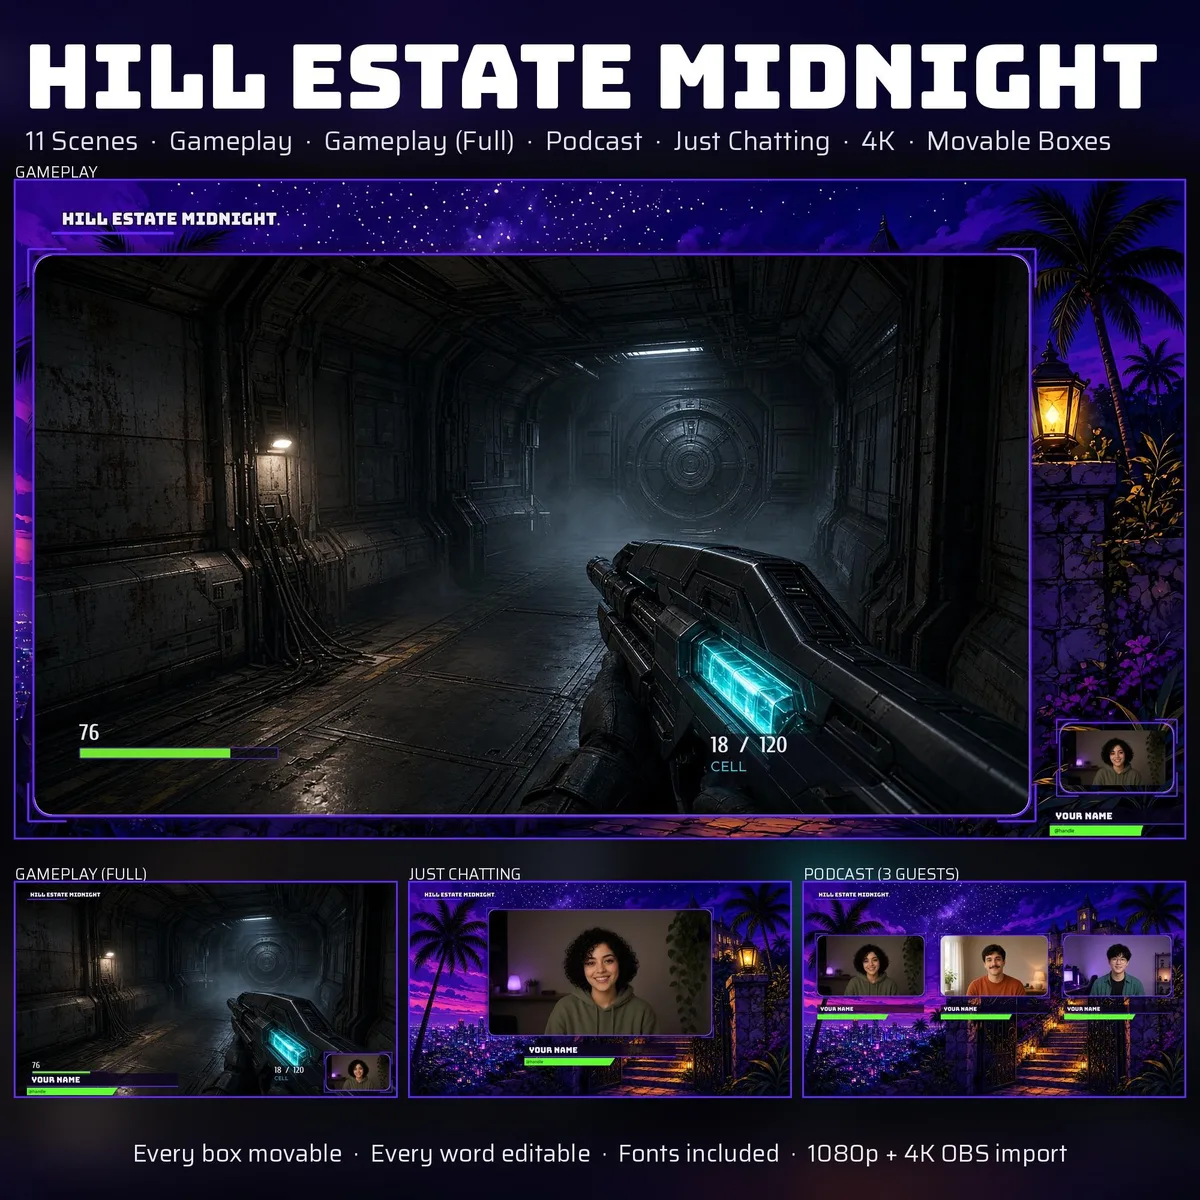 HILL ESTATE MIDNIGHT
11 Scenes · Gameplay · Gameplay (Full) · Podcast · Just Chatting · 4K · Movable Boxes
GAMEPLAY
HILL ESTATE MIDNIGHT.
76
18 / 120
CELL
YOUR NAME
@handle
GAMEPLAY (FULL)
HILL ESTATE MIDNIGHT
76
18 / 120
CELL
YOUR NAME
@handle
JUST CHATTING
HILL ESTATE MIDNIGHT.
YOUR NAME
@handle
PODCAST (3 GUESTS)
HILL ESTATE MIDNIGHT.
YOUR NAME
YOUR NAME
YOUR NAME
Every box movable · Every word editable · Fonts included · 1080p + 4K OBS import